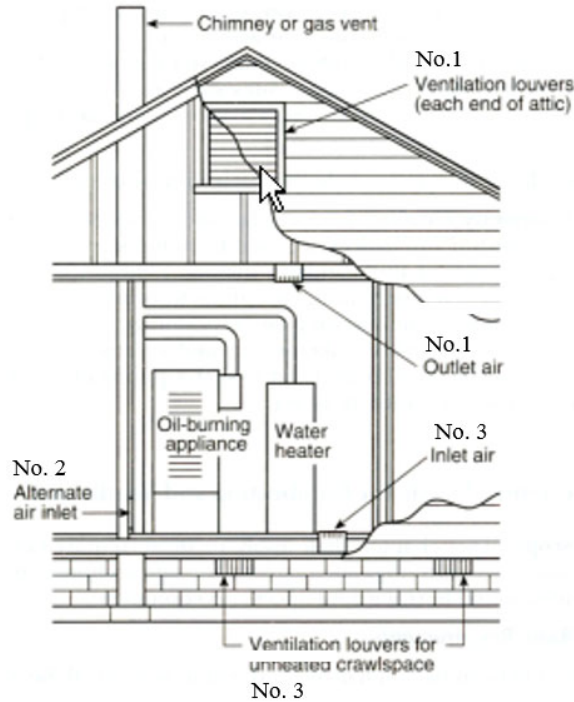 Chimney or gas vent
No.1
Ventilation louvers
(each end of attic)
No.1
Outlet air
Oil-burning
appliance
Water
heater
No. 3
Inlet air
No. 2
Alternate
air inlet
Ventilation louvers for
unheated crawlspace
No. 3